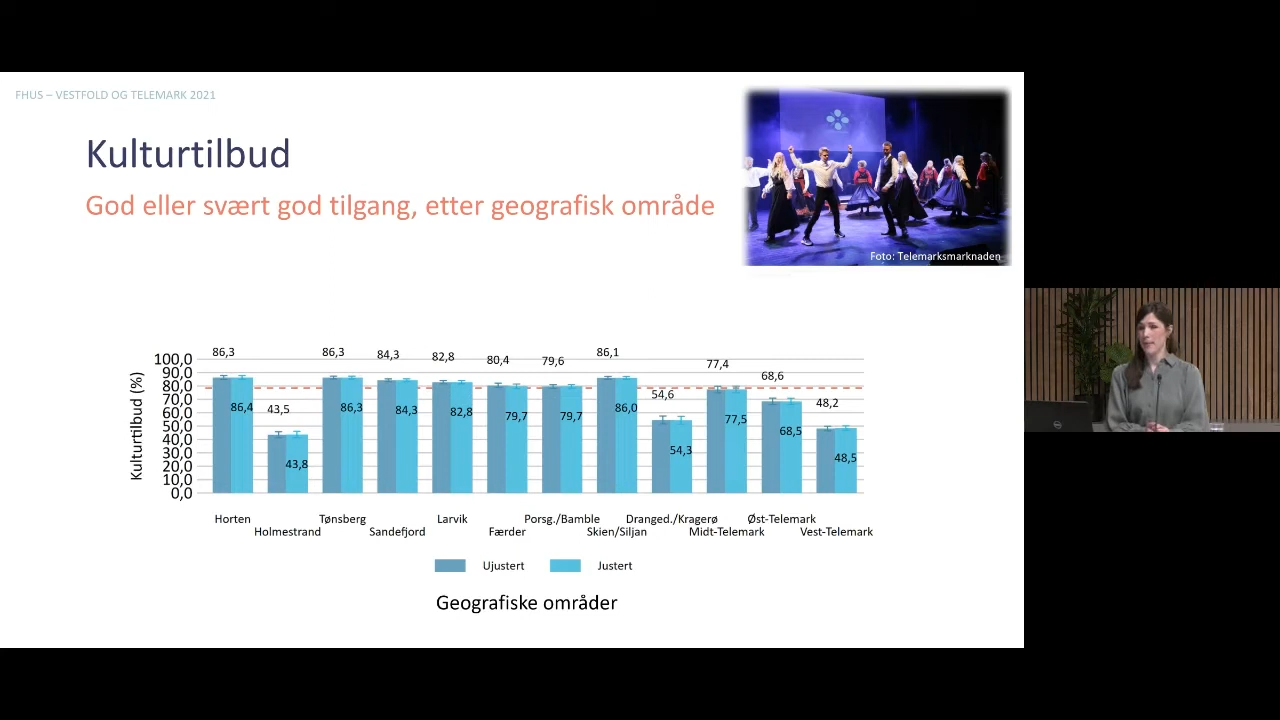 FHUS – VESTFOLD OG TELEMARK 2021
Kulturtilbud
God eller svært god tilgang, etter geografisk område
Foto: Telemarksmarknaden
Kulturtilbud (%)
100,0
90,0
80,0
70,0
60,0
50,0
40,0
30,0
20,0
10,0
0,0
86,3 43,5 86,3 84,3 82,8 80,4 79,6 86,1 54,6 77,4 68,6 48,2
86,4 43,8 86,3 84,3 82,8 79,7 79,7 86,0 54,3 77,5 68,5 48,5
Horten Tønsberg Larvik Porsg./Bamble Dranged./Kragerø Øst-Telemark
Holmestrand Sandefjord Færder Skien/Siljan Midt-Telemark Vest-Telemark
Ujustert Justert
Geografiske områder